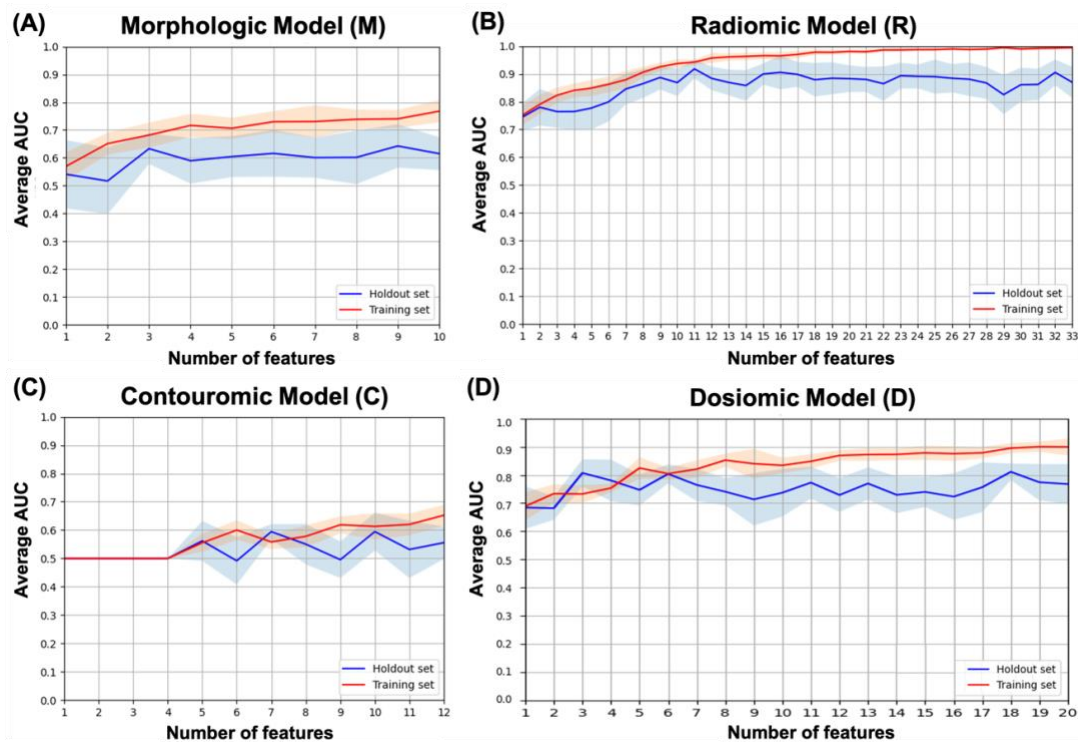 (A)
Morphologic Model (M)
1.0
0.9
0.8
0.7
0.6
0.5
0.4
0.3
0.2
0.1
0.0
Average AUC
Holdout set
Training set
1 2 3 4 5 6 7 8 9 10
Number of features
(B)
Radiomic Model (R)
1.0
0.9
0.8
0.7
0.6
0.5
0.4
0.3
0.2
0.1
0.0
Average AUC
Holdout set
Training set
1 2 3 4 5 6 7 8 9 10 11 12 13 14 15 16 17 18 19 20 21 22 23 24 25 26 27 28 29 30 31 32 33
Number of features
(C)
Contouromic Model (C)
1.0
0.9
0.8
0.7
0.6
0.5
0.4
0.3
0.2
0.1
0.0
Average AUC
Holdout set
Training set
1 2 3 4 5 6 7 8 9 10 11 12
Number of features
(D)
Dosiomic Model (D)
1.0
0.9
0.8
0.7
0.6
0.5
0.4
0.3
0.2
0.1
0.0
Average AUC
Holdout set
Training set
1 2 3 4 5 6 7 8 9 10 11 12 13 14 15 16 17 18 19 20
Number of features